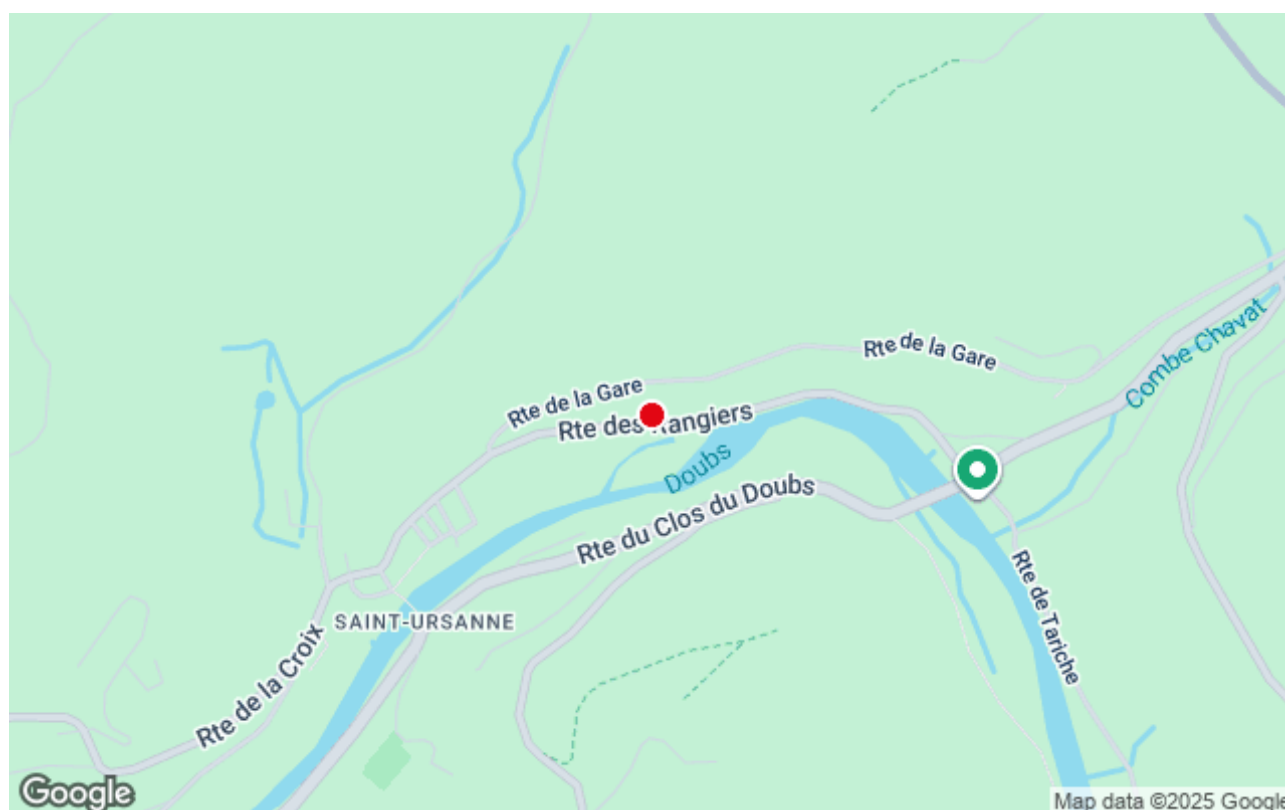 Rte de la Gare
Combe Chavat
Rte de la Gare
Rte des Rangiers
Doubs
Rte du Clos du Doubs
Rte de Tariche
SAINT-URSANNE
Rte de la Croix
Google
Map data ©2025 Google